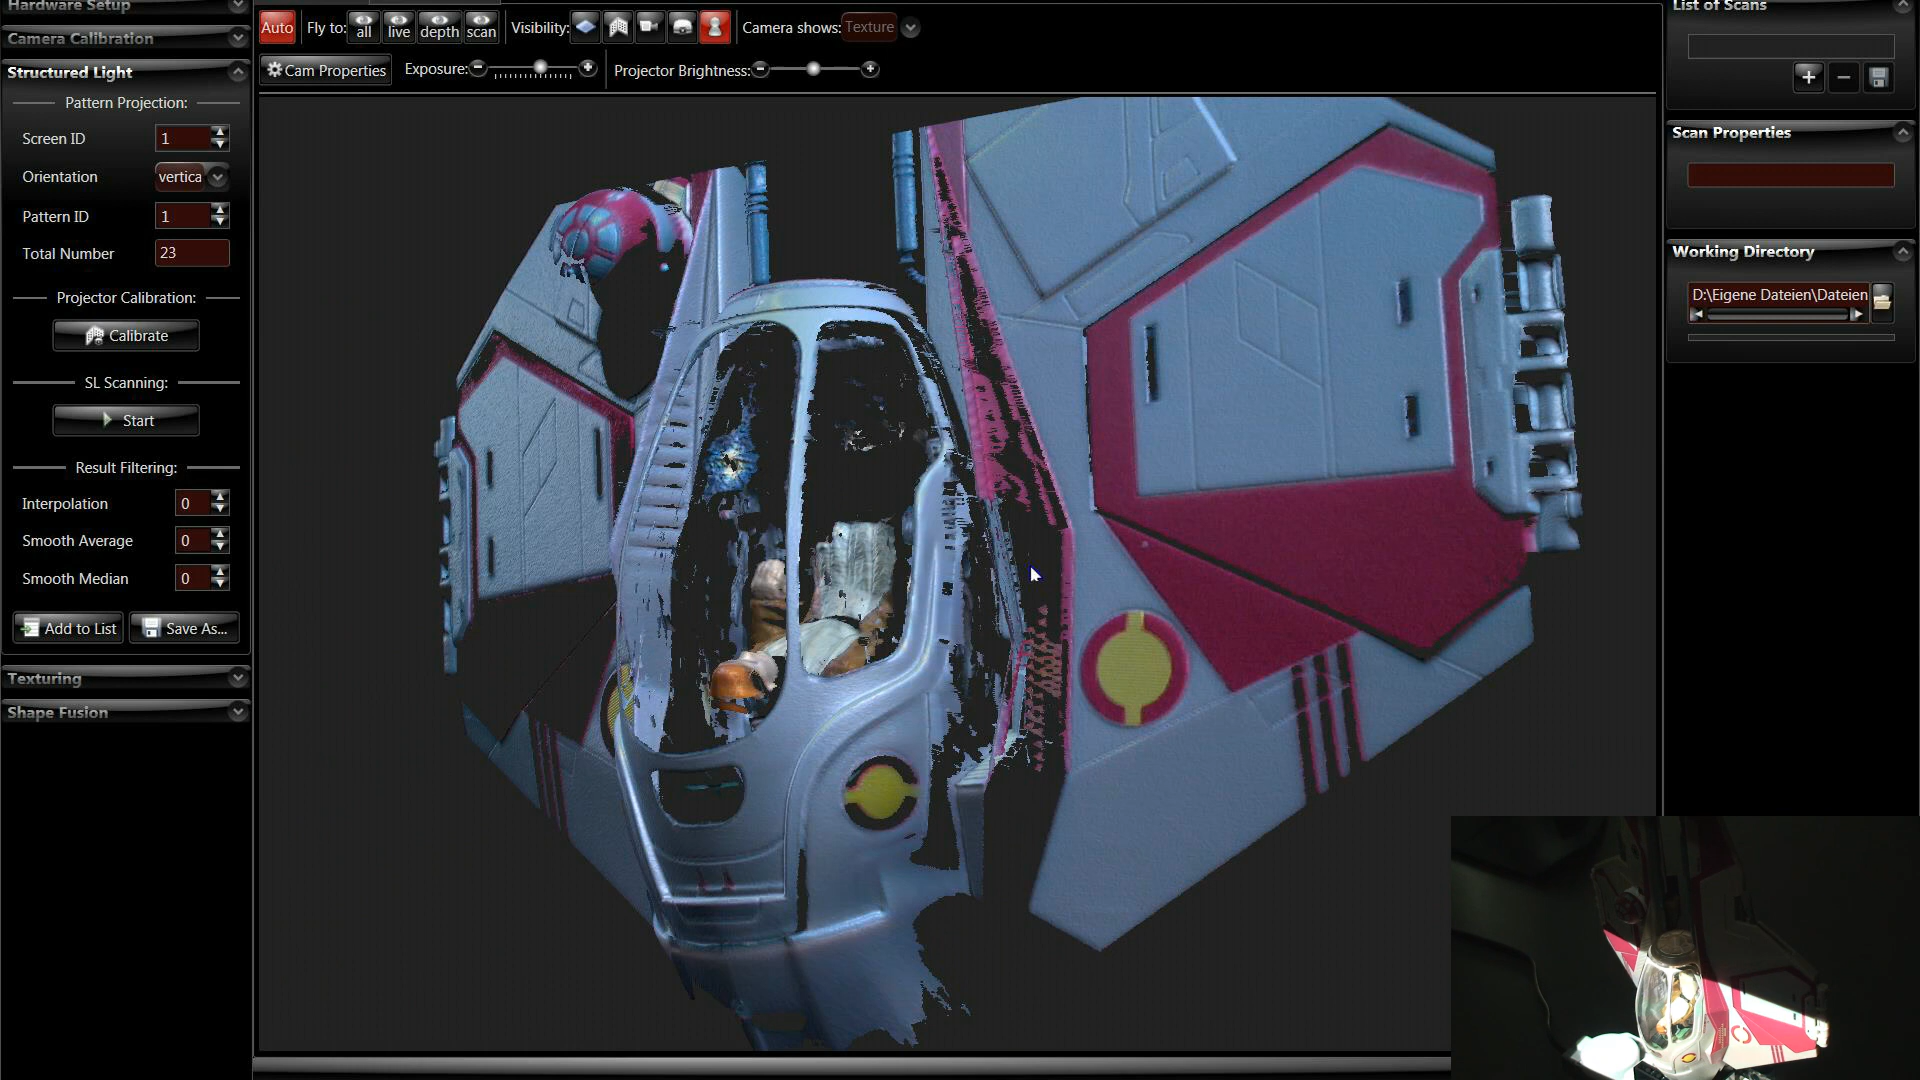 Hardware Setup
Camera Calibration
Structured Light
Pattern Projection:
Screen ID 1
Orientation vertica
Pattern ID 1
Total Number 23
Projector Calibration:
Calibrate
SL Scanning:
Start
Result Filtering:
Interpolation 0
Smooth Average 0
Smooth Median 0
Add to List Save As...
Texturing
Shape Fusion
Auto Fly to: all live depth scan Visibility: Camera shows: Texture
Cam Properties Exposure: Projector Brightness:
List of Scans
Scan Properties
Working Directory
D:\Eigene Dateien\Dateien